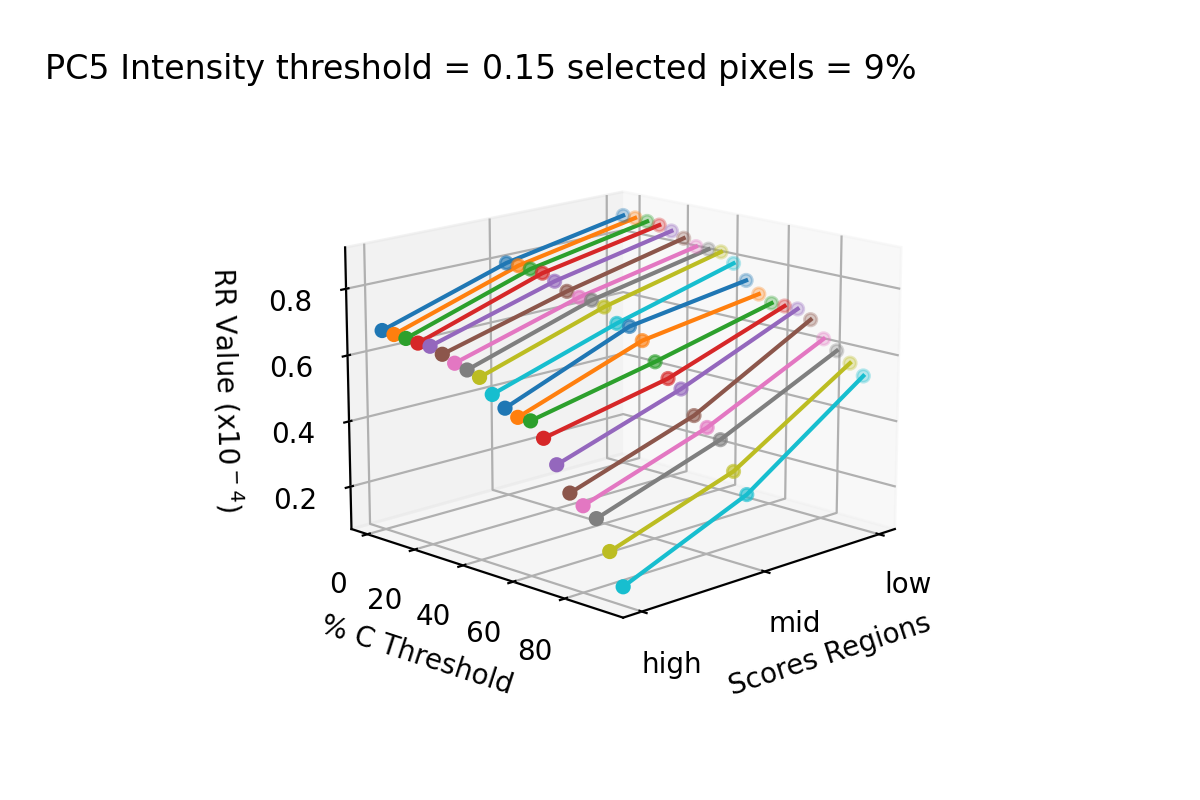 PC5 Intensity threshold = 0.15 selected pixels = 9%
RR Value (x10⁻⁴)
0.8
0.6
0.4
0.2
0
20
40
60
80
% C Threshold
high
mid
low
Scores Regions